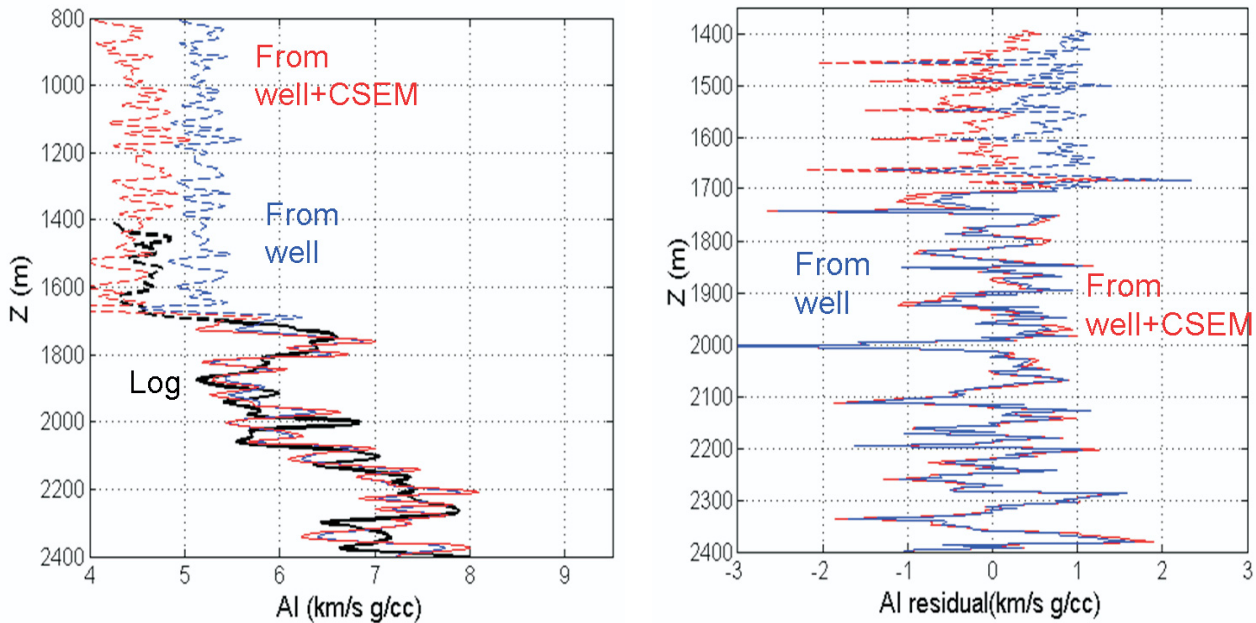 800
1000
1200
1400
1600
1800
2000
2200
2400
Z (m)
From
well+CSEM
From
well
Log
4 5 6 7 8 9
AI (km/s g/cc)
1400
1500
1600
1700
1800
1900
2000
2100
2200
2300
2400
Z (m)
From
well
From
well+CSEM
-3 -2 -1 0 1 2 3
AI residual(km/s g/cc)